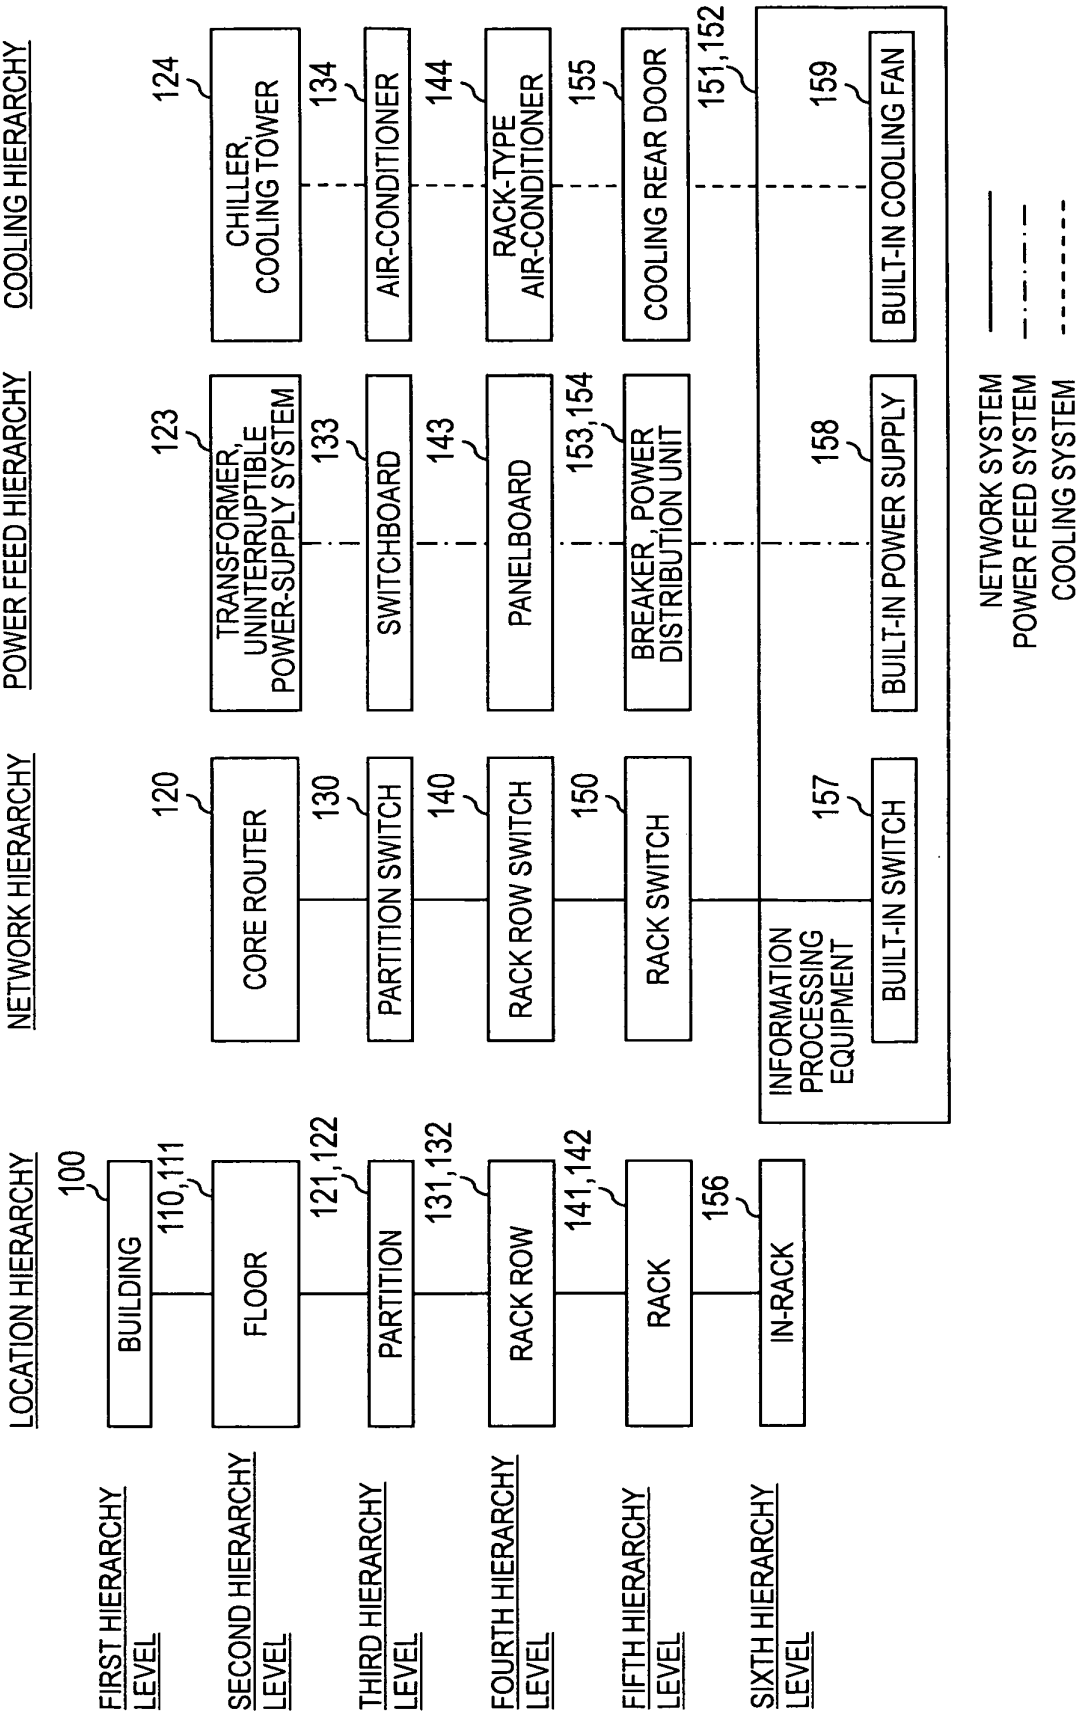 LOCATION HIERARCHY
NETWORK HIERARCHY
POWER FEED HIERARCHY
COOLING HIERARCHY
FIRST HIERARCHY
LEVEL
100
BUILDING
SECOND HIERARCHY
LEVEL
110,111
FLOOR
120
CORE ROUTER
123
TRANSFORMER,
UNINTERRUPTIBLE
POWER-SUPPLY SYSTEM
124
CHILLER,
COOLING TOWER
THIRD HIERARCHY
LEVEL
121,122
PARTITION
130
PARTITION SWITCH
133
SWITCHBOARD
134
AIR-CONDITIONER
FOURTH HIERARCHY
LEVEL
131,132
RACK ROW
140
RACK ROW SWITCH
143
PANELBOARD
144
RACK-TYPE
AIR-CONDITIONER
FIFTH HIERARCHY
LEVEL
141,142
RACK
150
RACK SWITCH
153,154
BREAKER, POWER
DISTRIBUTION UNIT
155
COOLING REAR DOOR
SIXTH HIERARCHY
LEVEL
156
IN-RACK
151,152
INFORMATION
PROCESSING
EQUIPMENT
157
BUILT-IN SWITCH
158
BUILT-IN POWER SUPPLY
159
BUILT-IN COOLING FAN
NETWORK SYSTEM
POWER FEED SYSTEM
COOLING SYSTEM